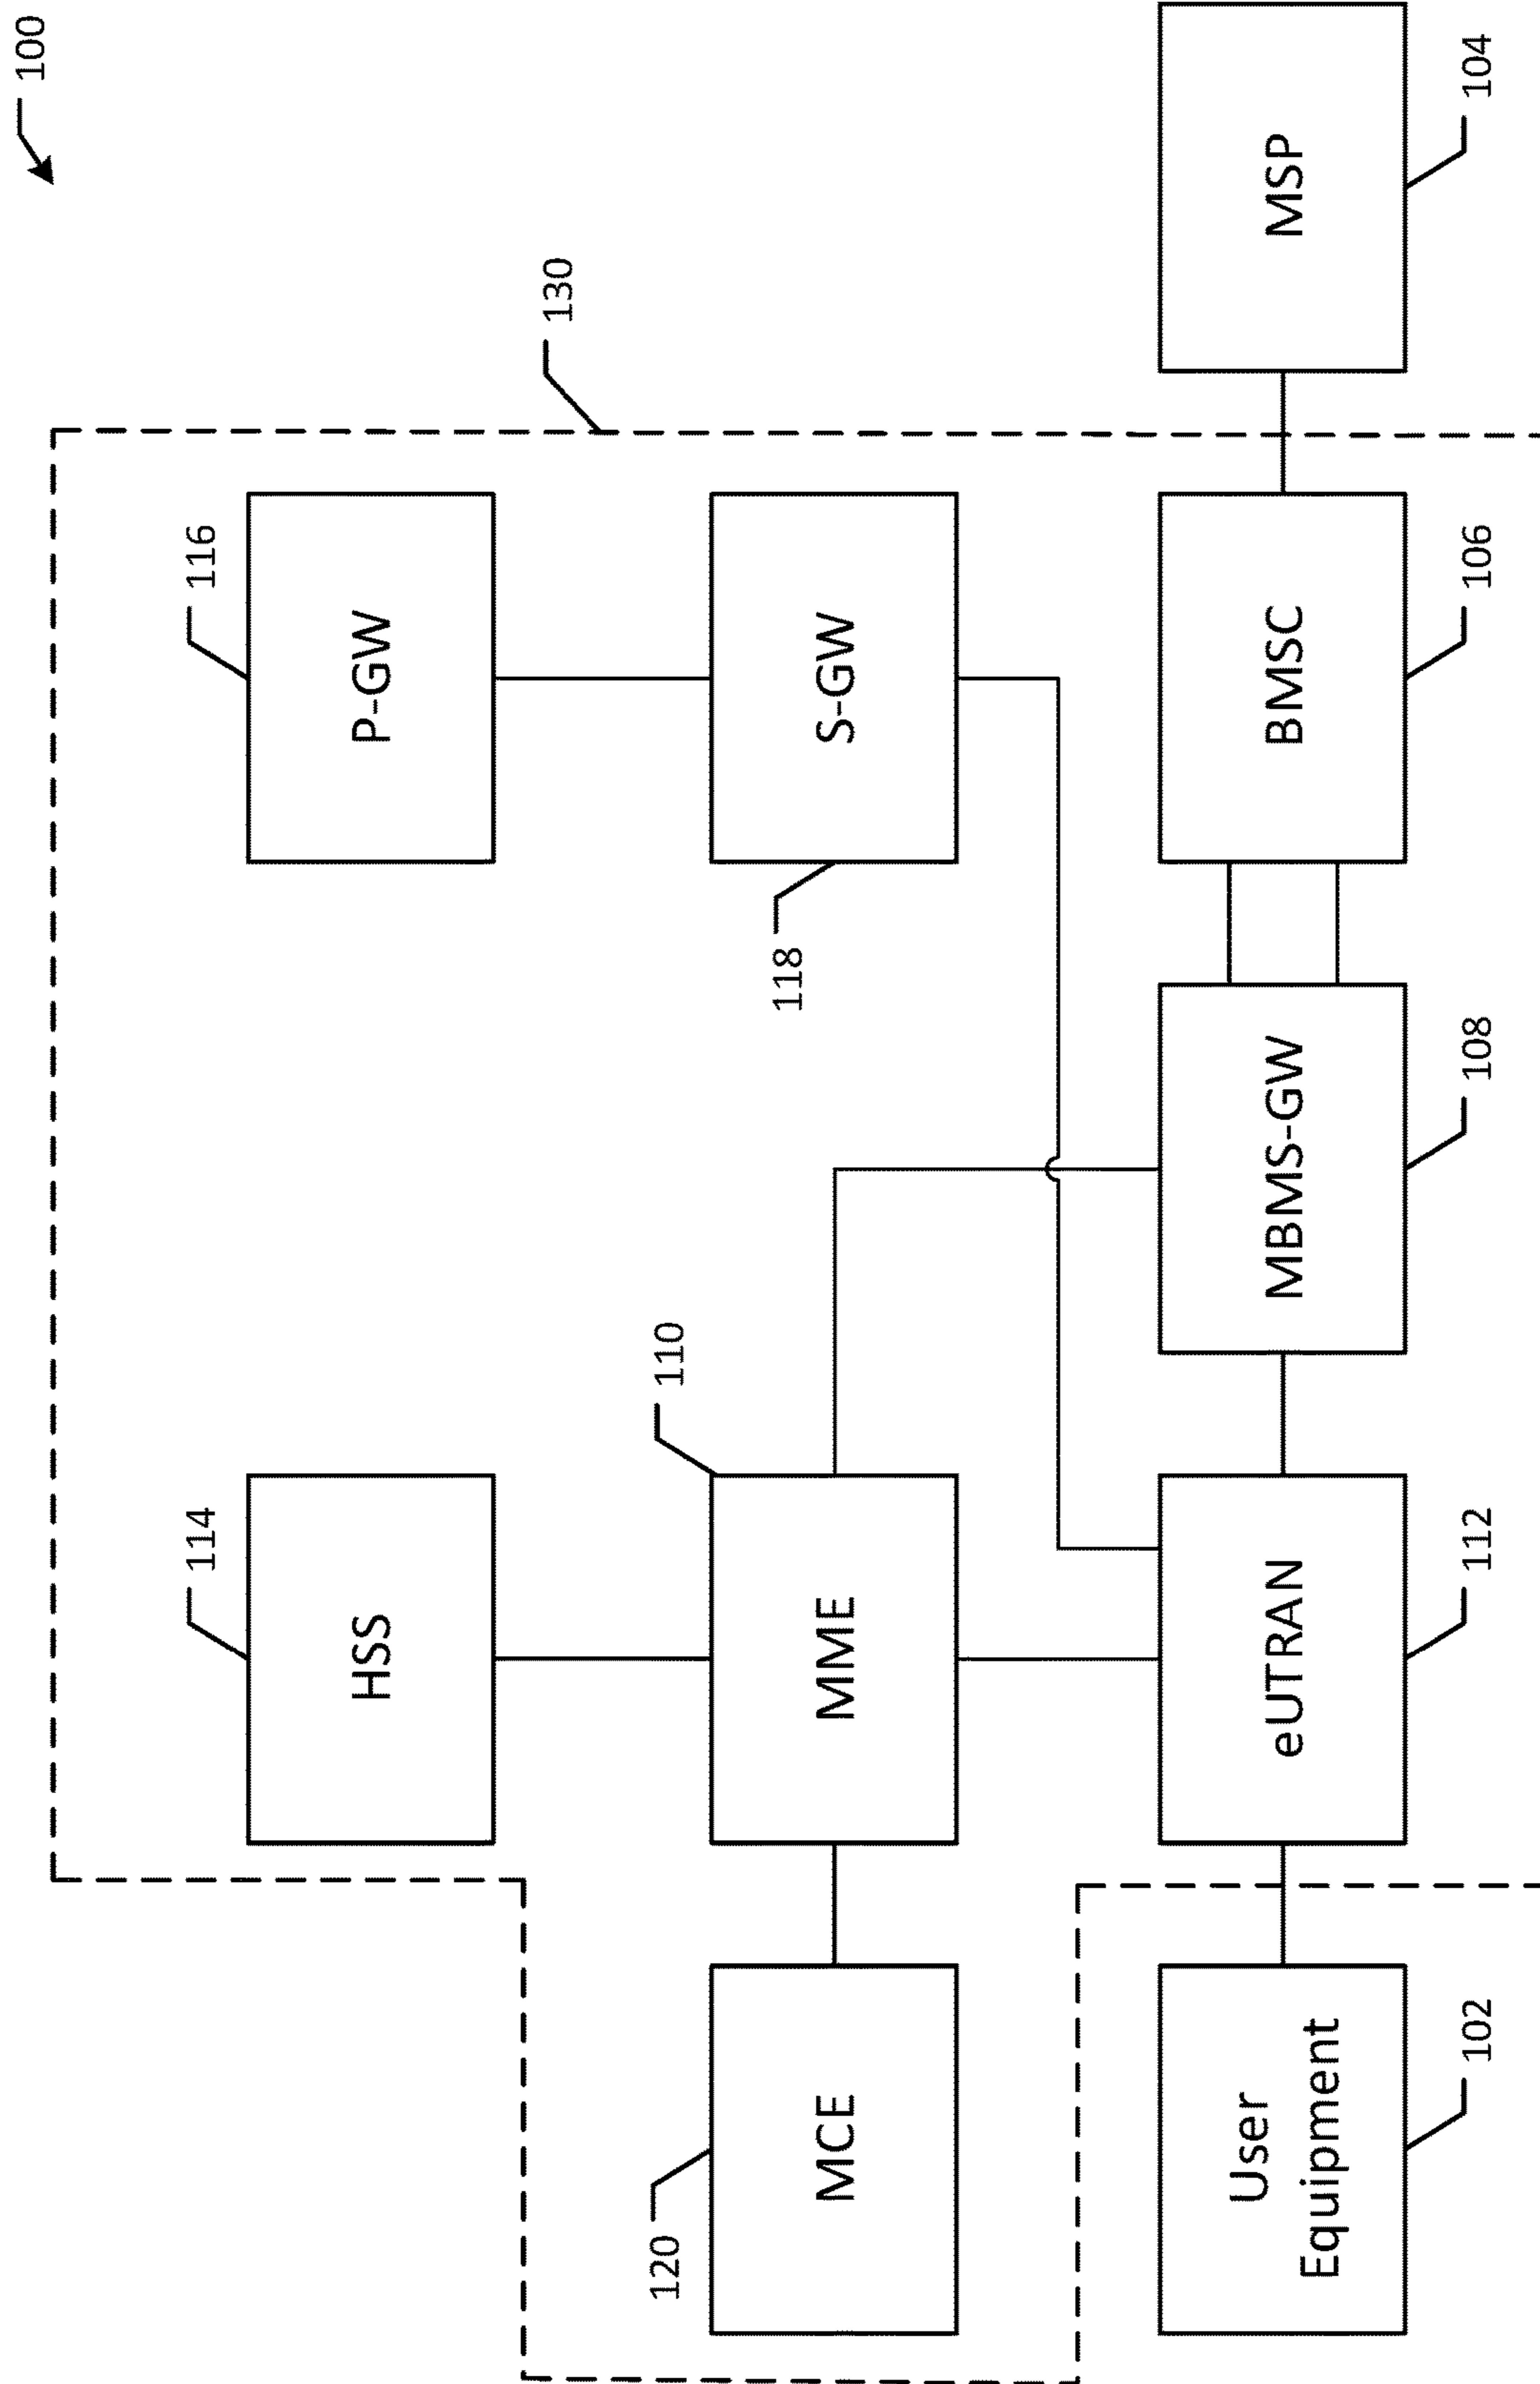 100
130
114
HSS
116
P-GW
110
120
MCE
MME
118
S-GW
User
Equipment
eUTRAN
MBMS-GW
BMSC
MSP
102
112
108
106
104